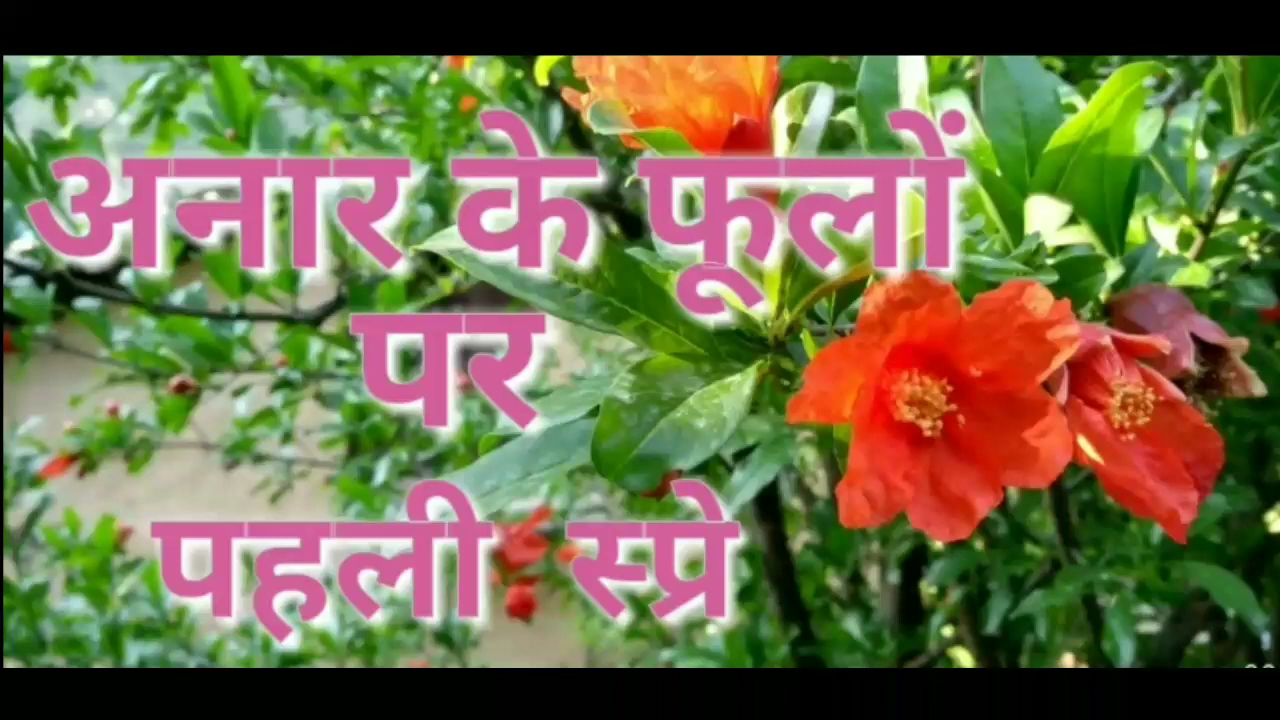 अनार के फूलों
पर
पहली स्प्रे